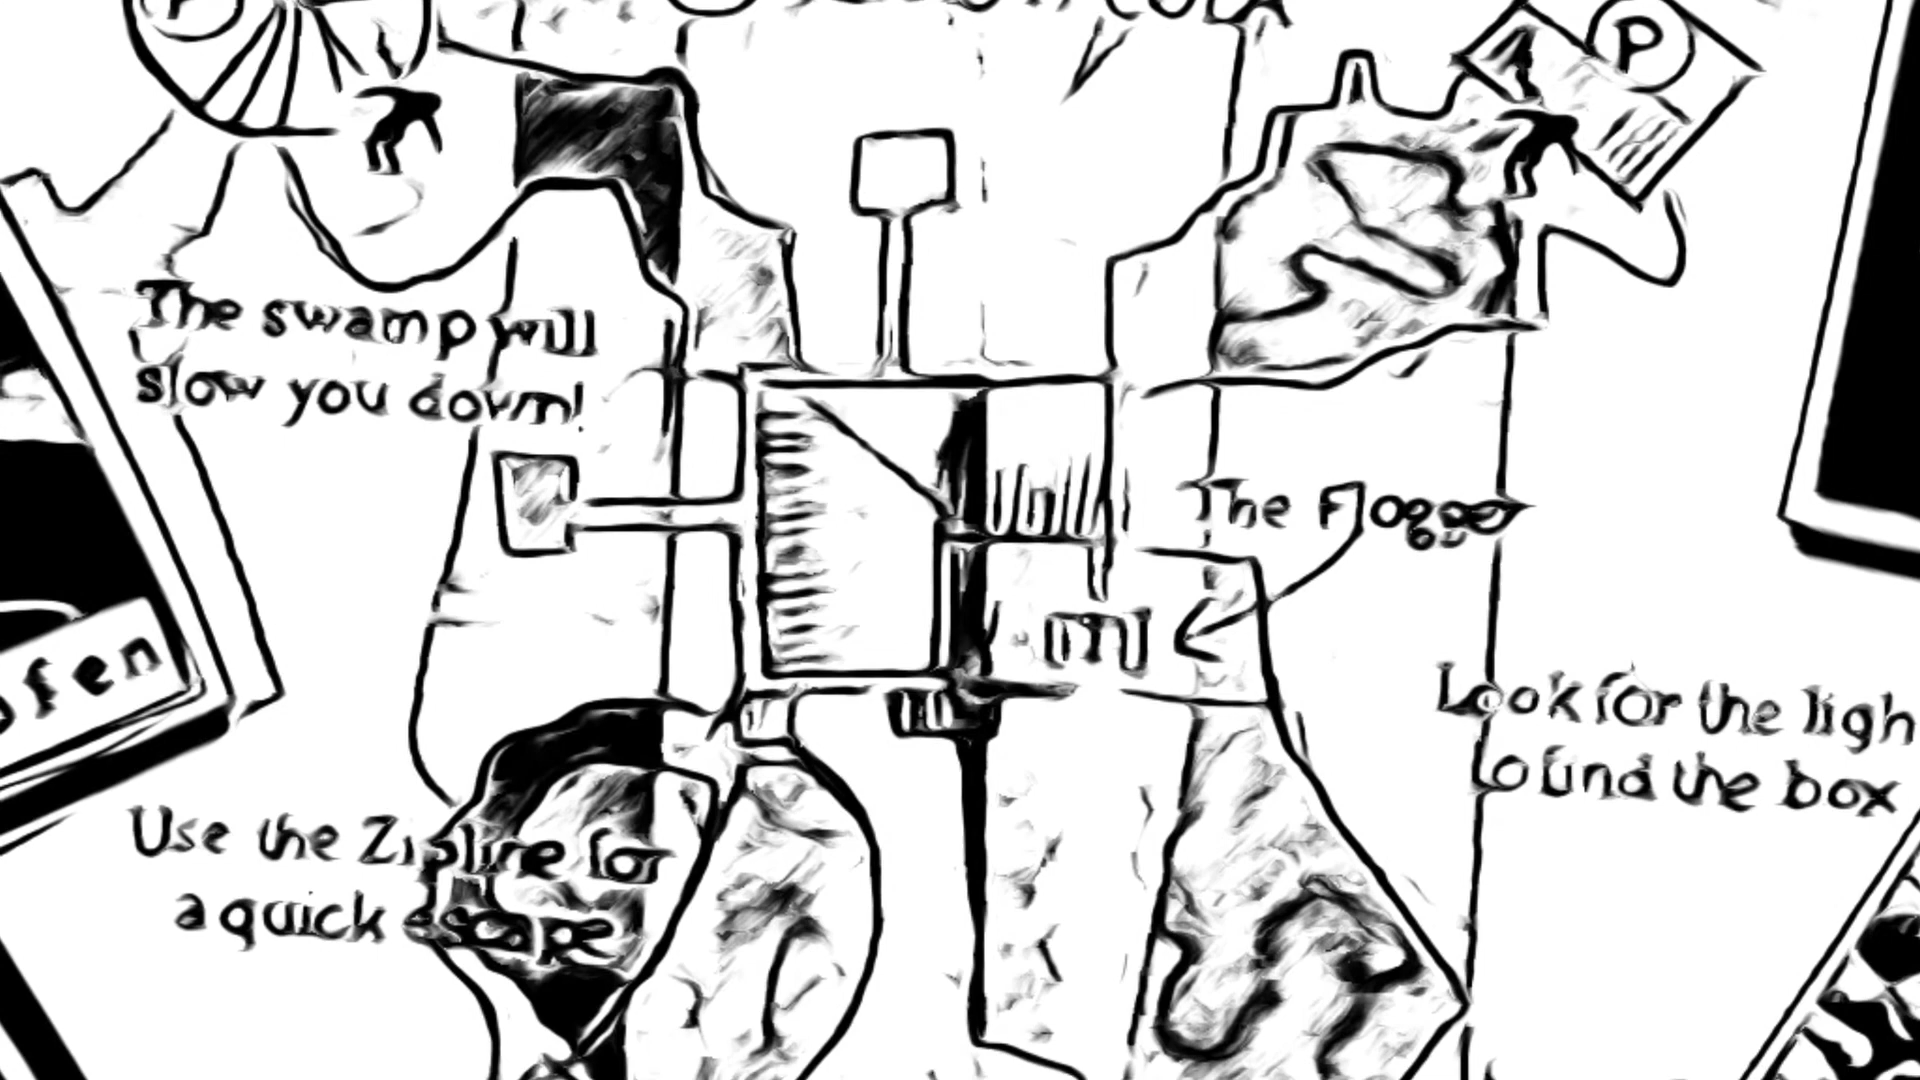 P
P
The swamp will
slow you down!
The Flogger
ofen
Look for the ligh
to find the box
Use the Zipline for
a quick escape